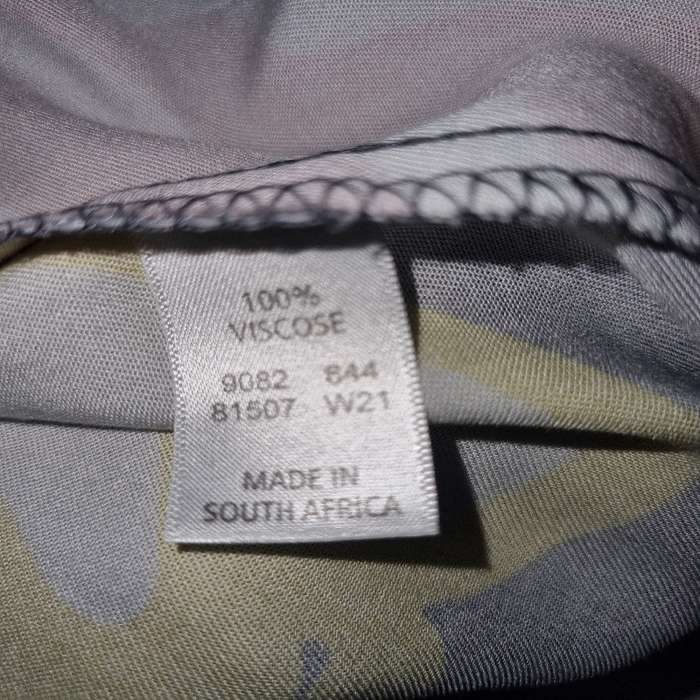 100%
VISCOSE
9082 844
81507 W21
MADE IN
SOUTH AFRICA